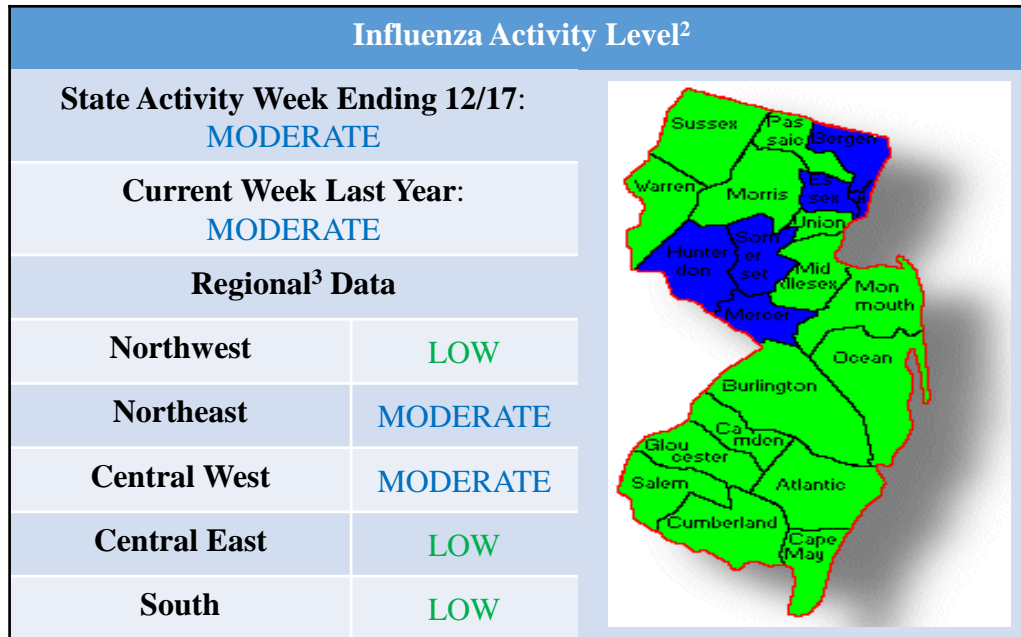 Influenza Activity Level²
State Activity Week Ending 12/17:
MODERATE
Current Week Last Year:
MODERATE
Regional³ Data
Northwest LOW
Northeast MODERATE
Central West MODERATE
Central East LOW
South LOW
Sussex
Pas
saic
Bergen
Warren
Morris
Es
sex
Union
Hunter
don
Som
er
set
Mid
dlesex
Mon
mouth
Mercer
Ocean
Burlington
Ca
mden
Glou
cester
Salem
Atlantic
Cumberland
Cape
May